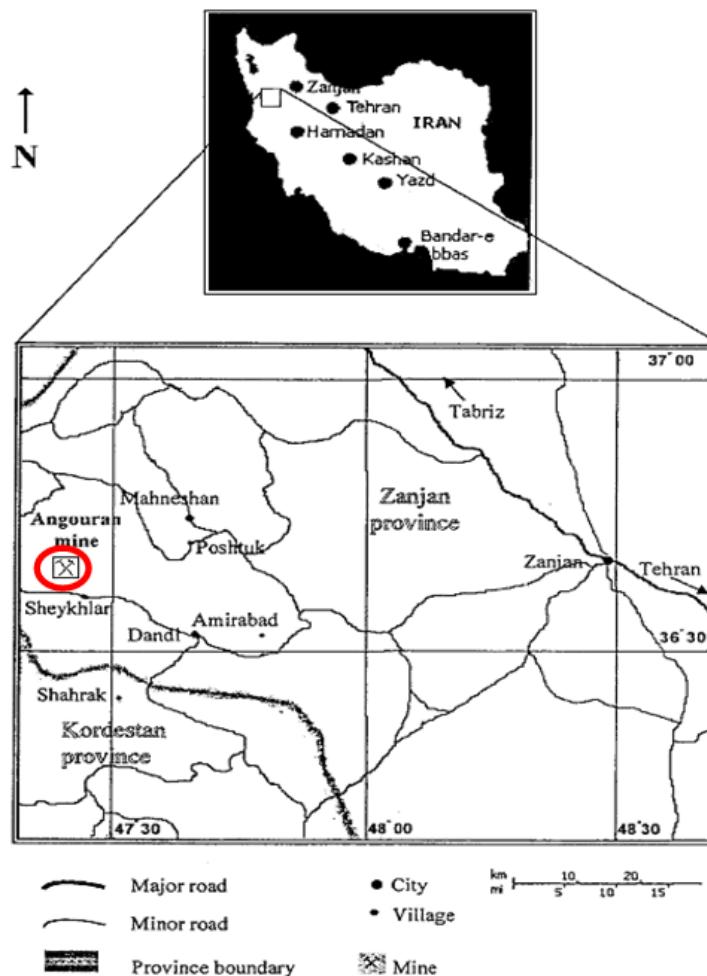 N
Zanjan
Tehran
IRAN
Hamadan
Kashan
Yazd
Bandar-e
bbas
37°00
Tabriz
Mahneshan
Zanjan
province
Angouran
mine
Poshtuk
Zanjan
Tehran
Sheykhlar
Amirabad
Dandi
36°30
Shahrak
Kordestan
province
47°30
48°00
48°30
Major road
City
km 10 20
mi 5 10 15
Minor road
Village
Province boundary
Mine